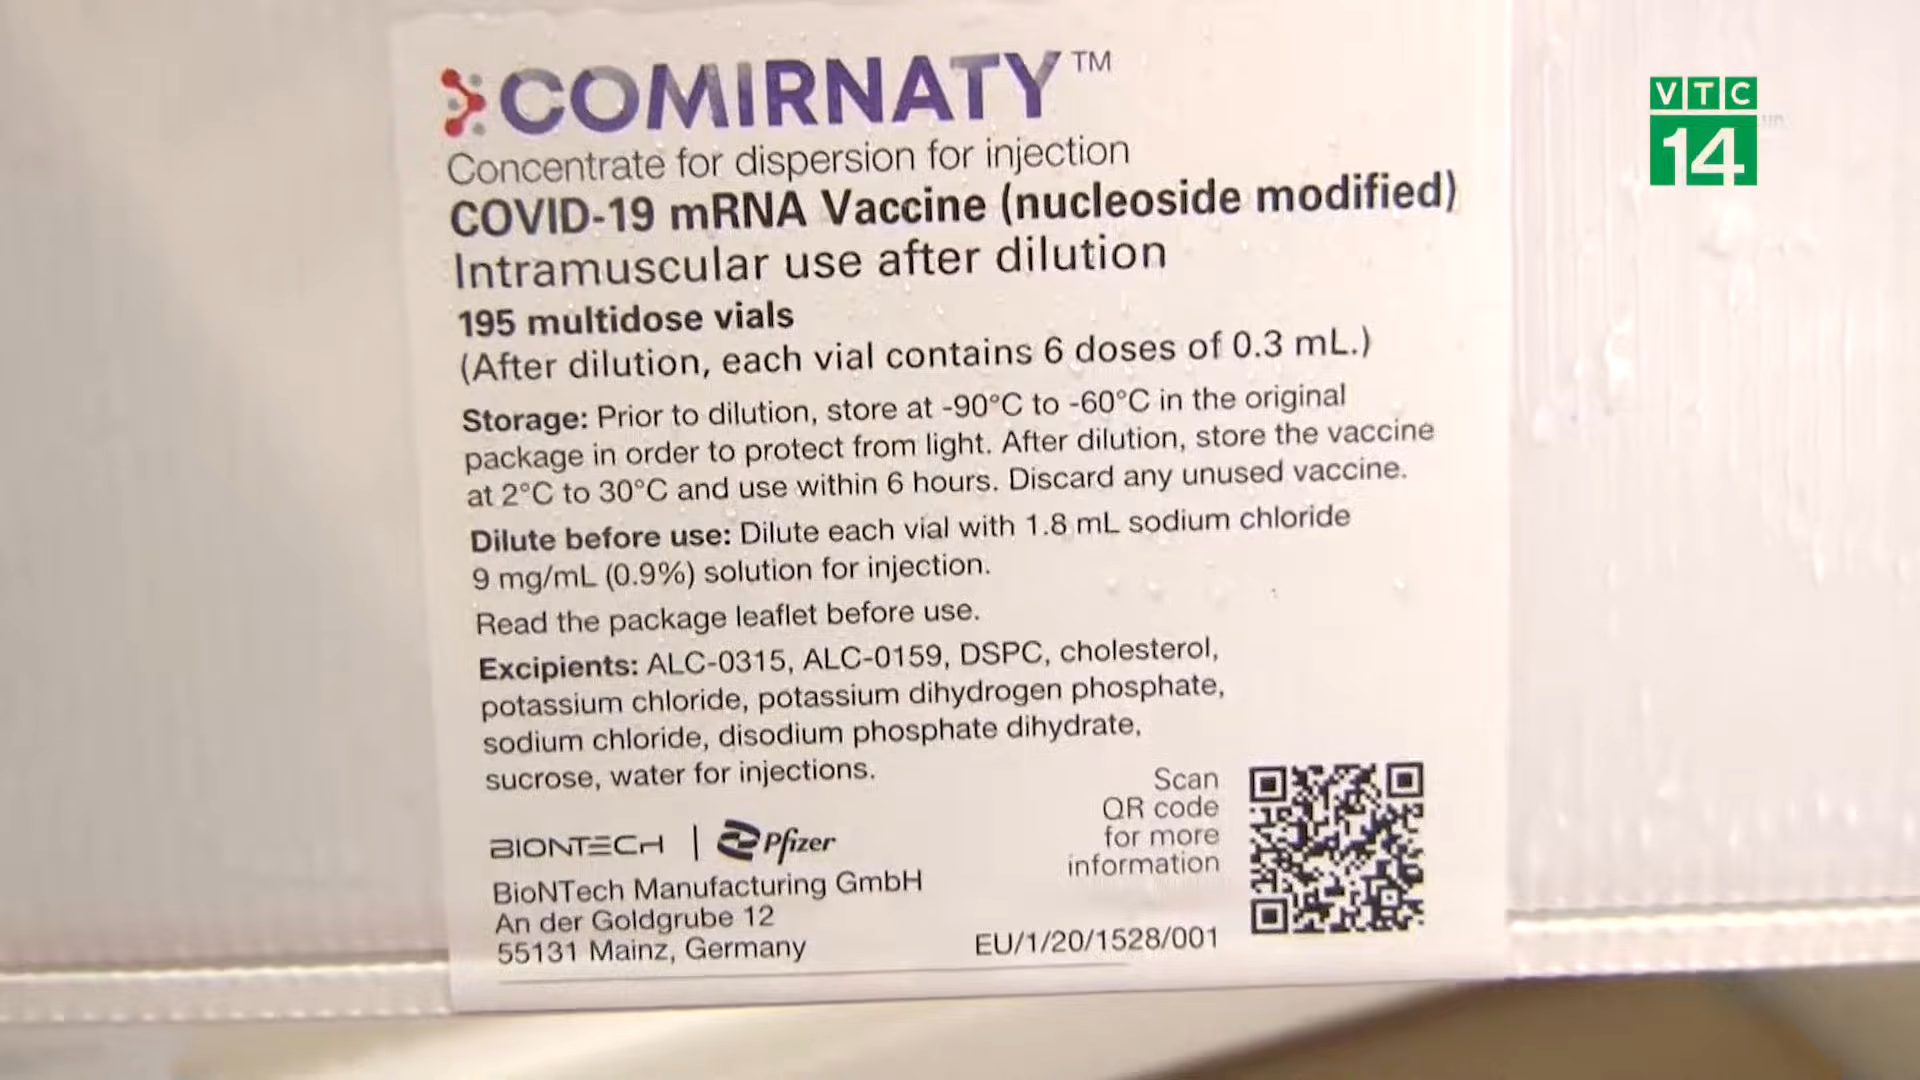 COMIRNATY™
Concentrate for dispersion for injection
COVID-19 mRNA Vaccine (nucleoside modified)
Intramuscular use after dilution
195 multidose vials
(After dilution, each vial contains 6 doses of 0.3 mL.)
Storage: Prior to dilution, store at -90°C to -60°C in the original
package in order to protect from light. After dilution, store the vaccine
at 2°C to 30°C and use within 6 hours. Discard any unused vaccine.
Dilute before use: Dilute each vial with 1.8 mL sodium chloride
9 mg/mL (0.9%) solution for injection.
Read the package leaflet before use.
Excipients: ALC-0315, ALC-0159, DSPC, cholesterol,
potassium chloride, potassium dihydrogen phosphate,
sodium chloride, disodium phosphate dihydrate,
sucrose, water for injections.
BIONTECH | Pfizer
BioNTech Manufacturing GmbH
An der Goldgrube 12
55131 Mainz, Germany
Scan
QR code
for more
information
EU/1/20/1528/001
VTC
14